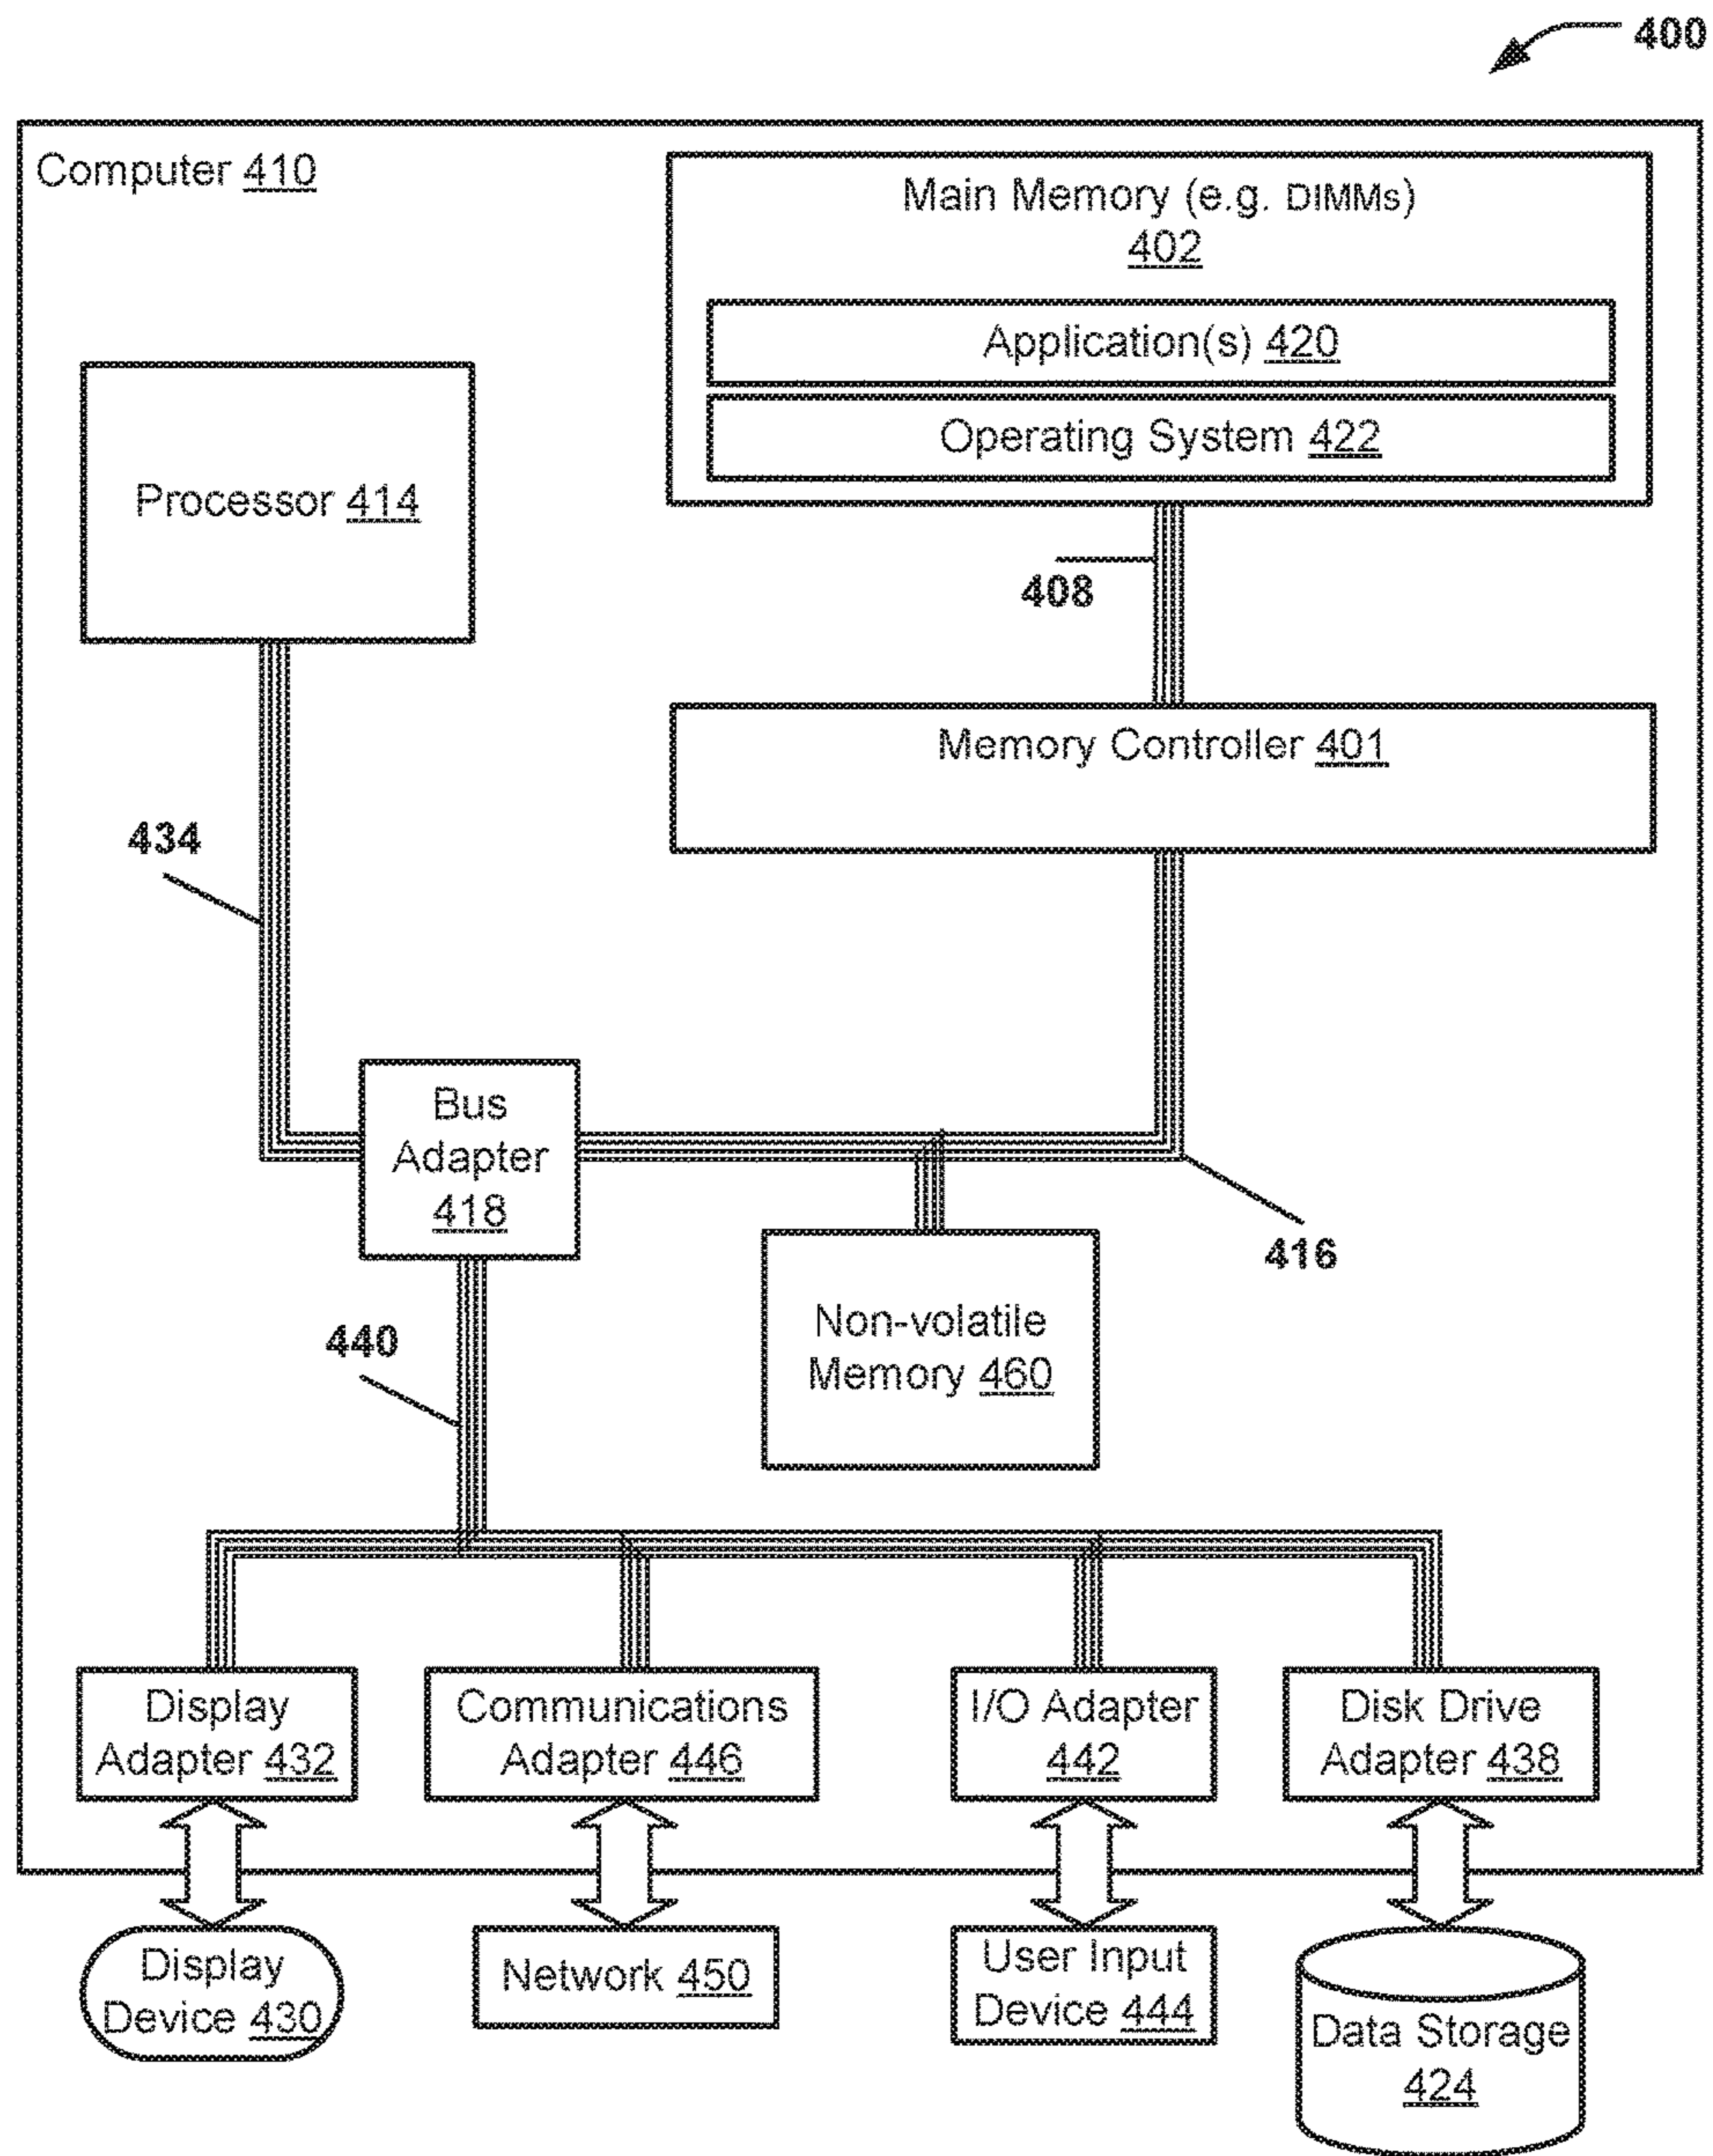 400
Computer 410
Main Memory (e.g. DIMMs)
402
Application(s) 420
Operating System 422
Processor 414
408
Memory Controller 401
434
Bus
Adapter
418
416
Non-volatile
Memory 460
440
Display
Adapter 432
Communications
Adapter 446
I/O Adapter
442
Disk Drive
Adapter 438
Display
Device 430
Network 450
User Input
Device 444
Data Storage
424